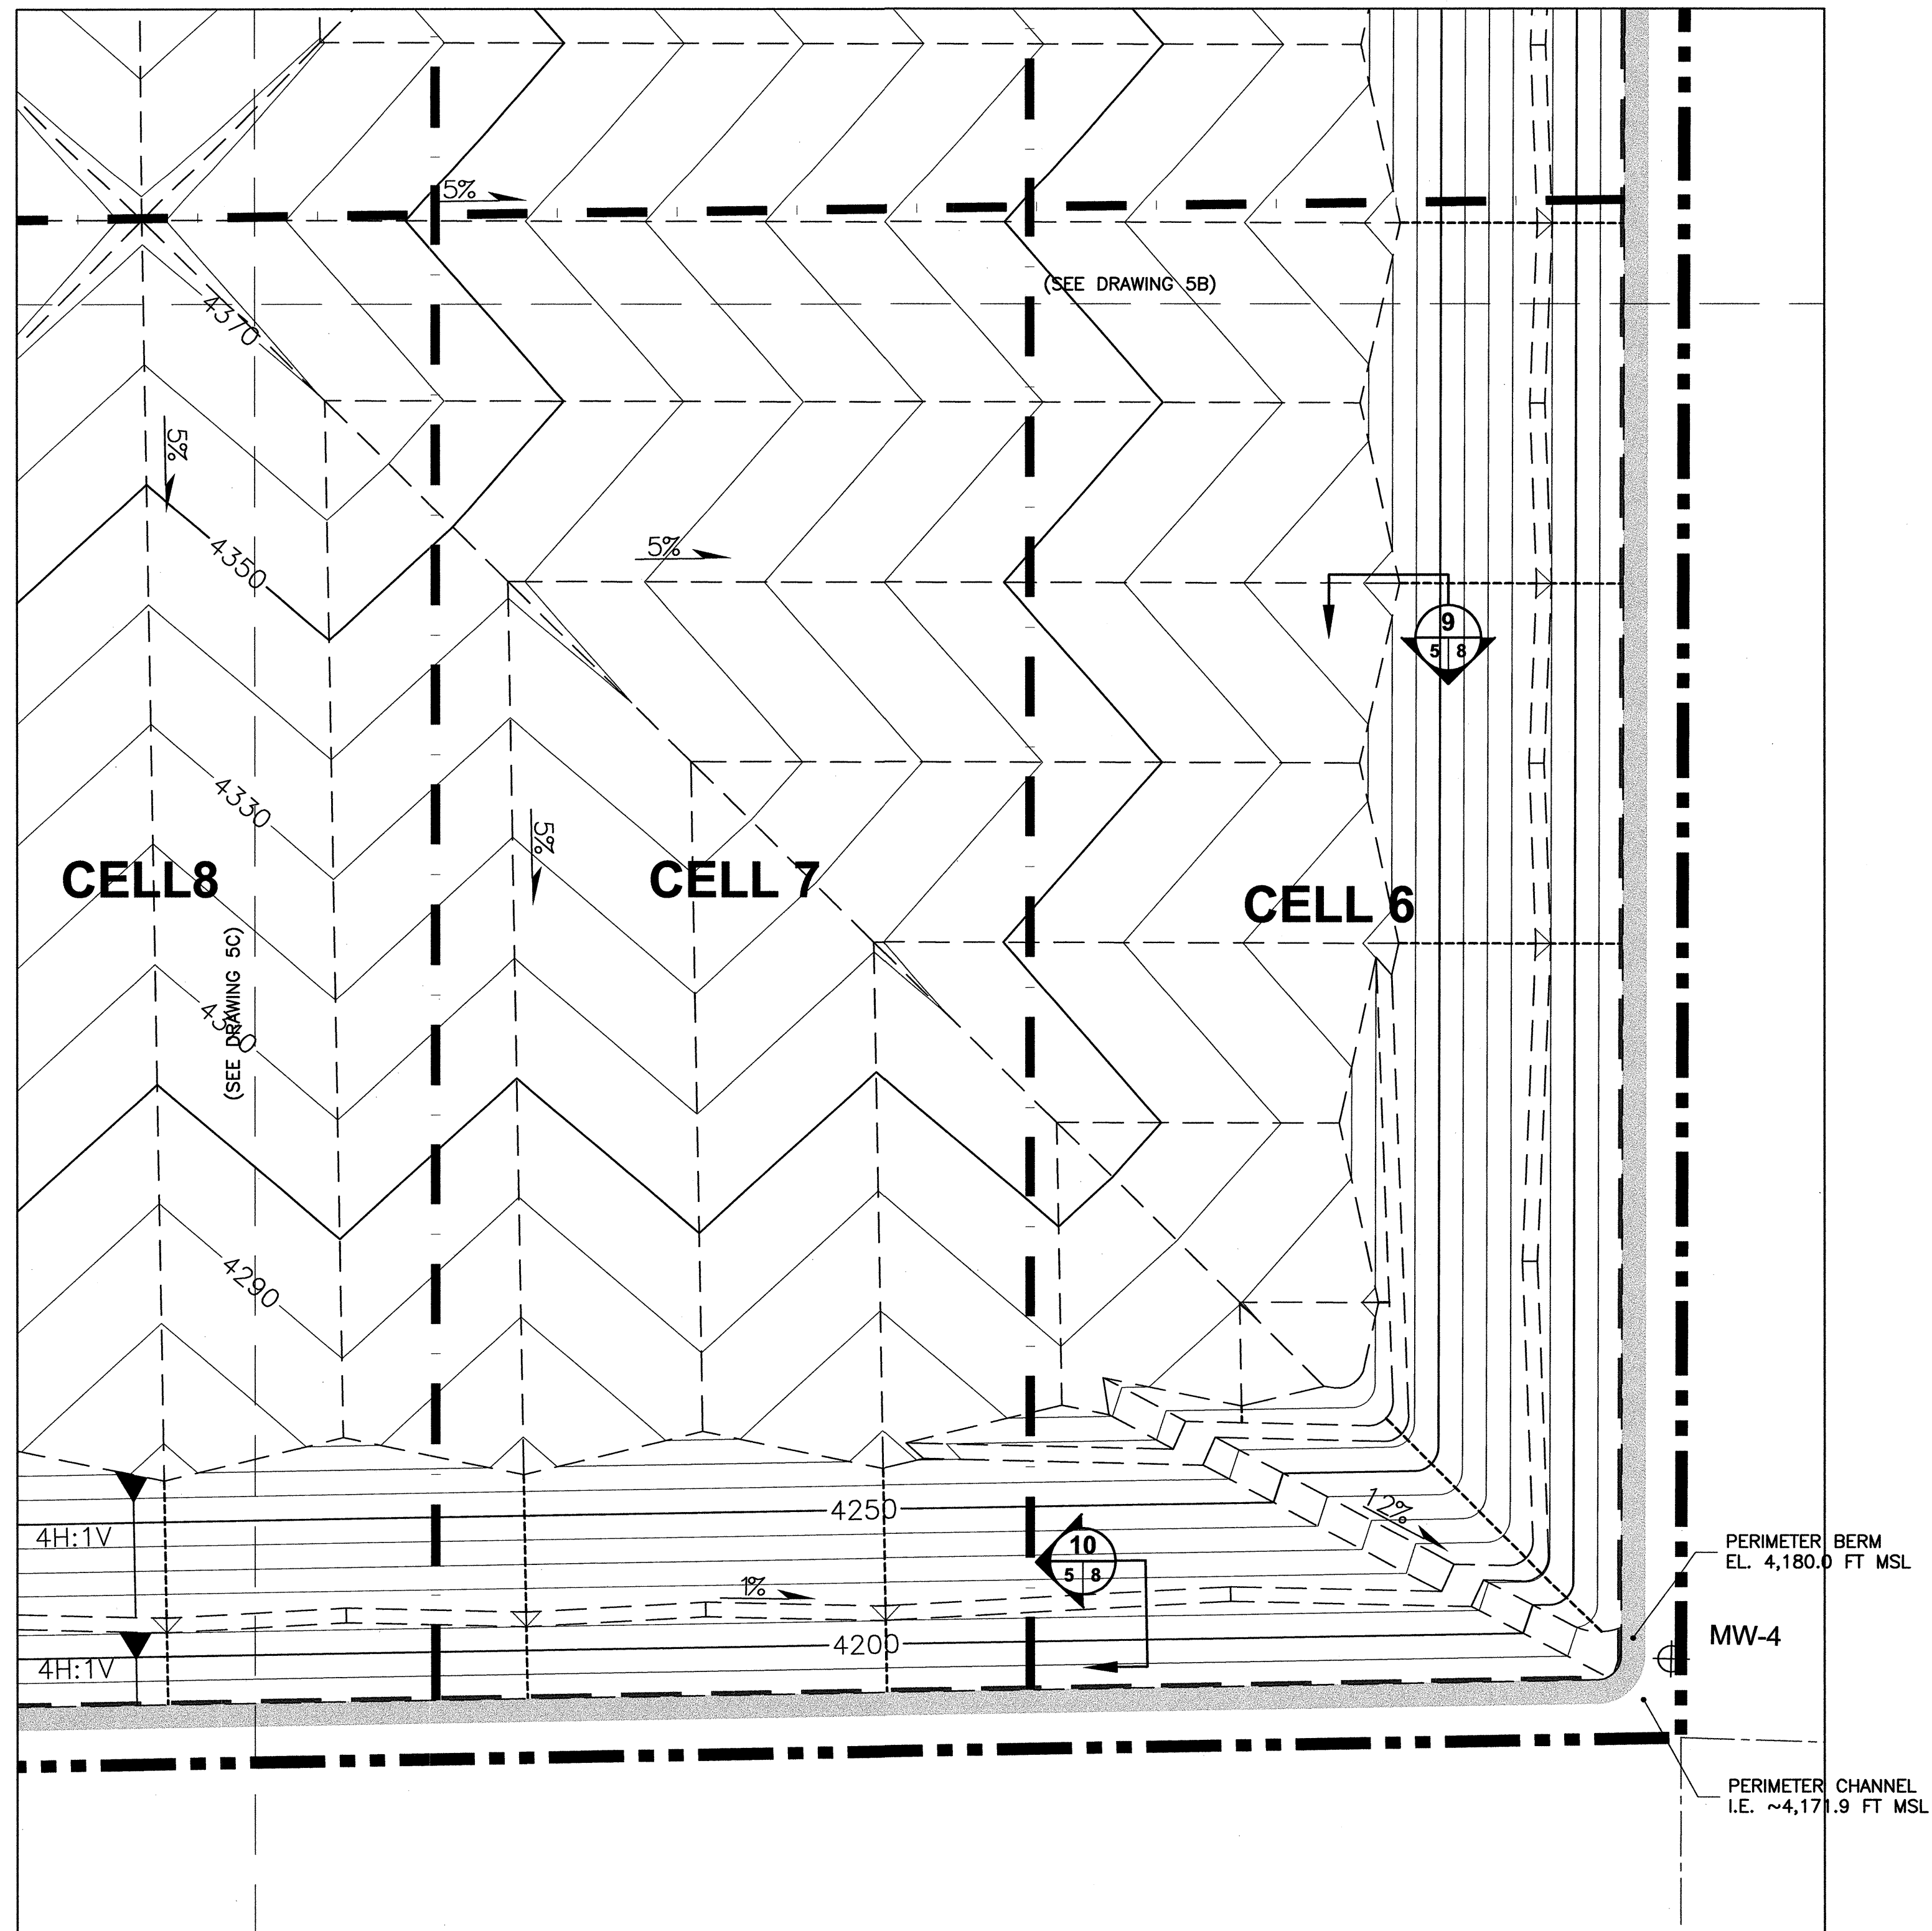 5%
(SEE DRAWING 5B)
4370
5%
4350
5%
9
5 8
4330
5%
CELL8
CELL 7
CELL 6
(SEE DRAWING 5C)
4290
4250
12%
4H:1V
10
5 8
PERIMETER BERM
EL. 4,180.0 FT MSL
1%
4200
MW-4
4H:1V
PERIMETER CHANNEL
I.E. ~4,171.9 FT MSL